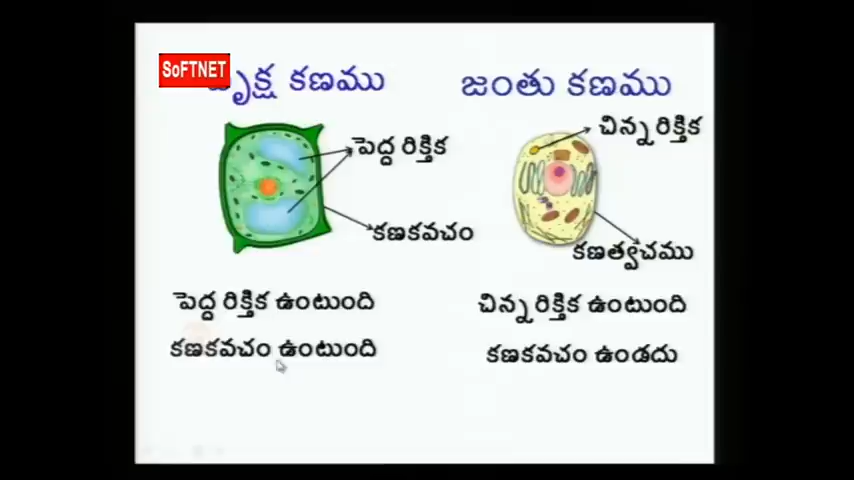 SoFTNET
వృక్ష కణము
జంతు కణము
పెద్ద రిక్తిక
కణకవచం
చిన్న రిక్తిక
కణత్వచము
పెద్ద రిక్తిక ఉంటుంది
కణకవచం ఉంటుంది
చిన్న రిక్తిక ఉంటుంది
కణకవచం ఉండదు